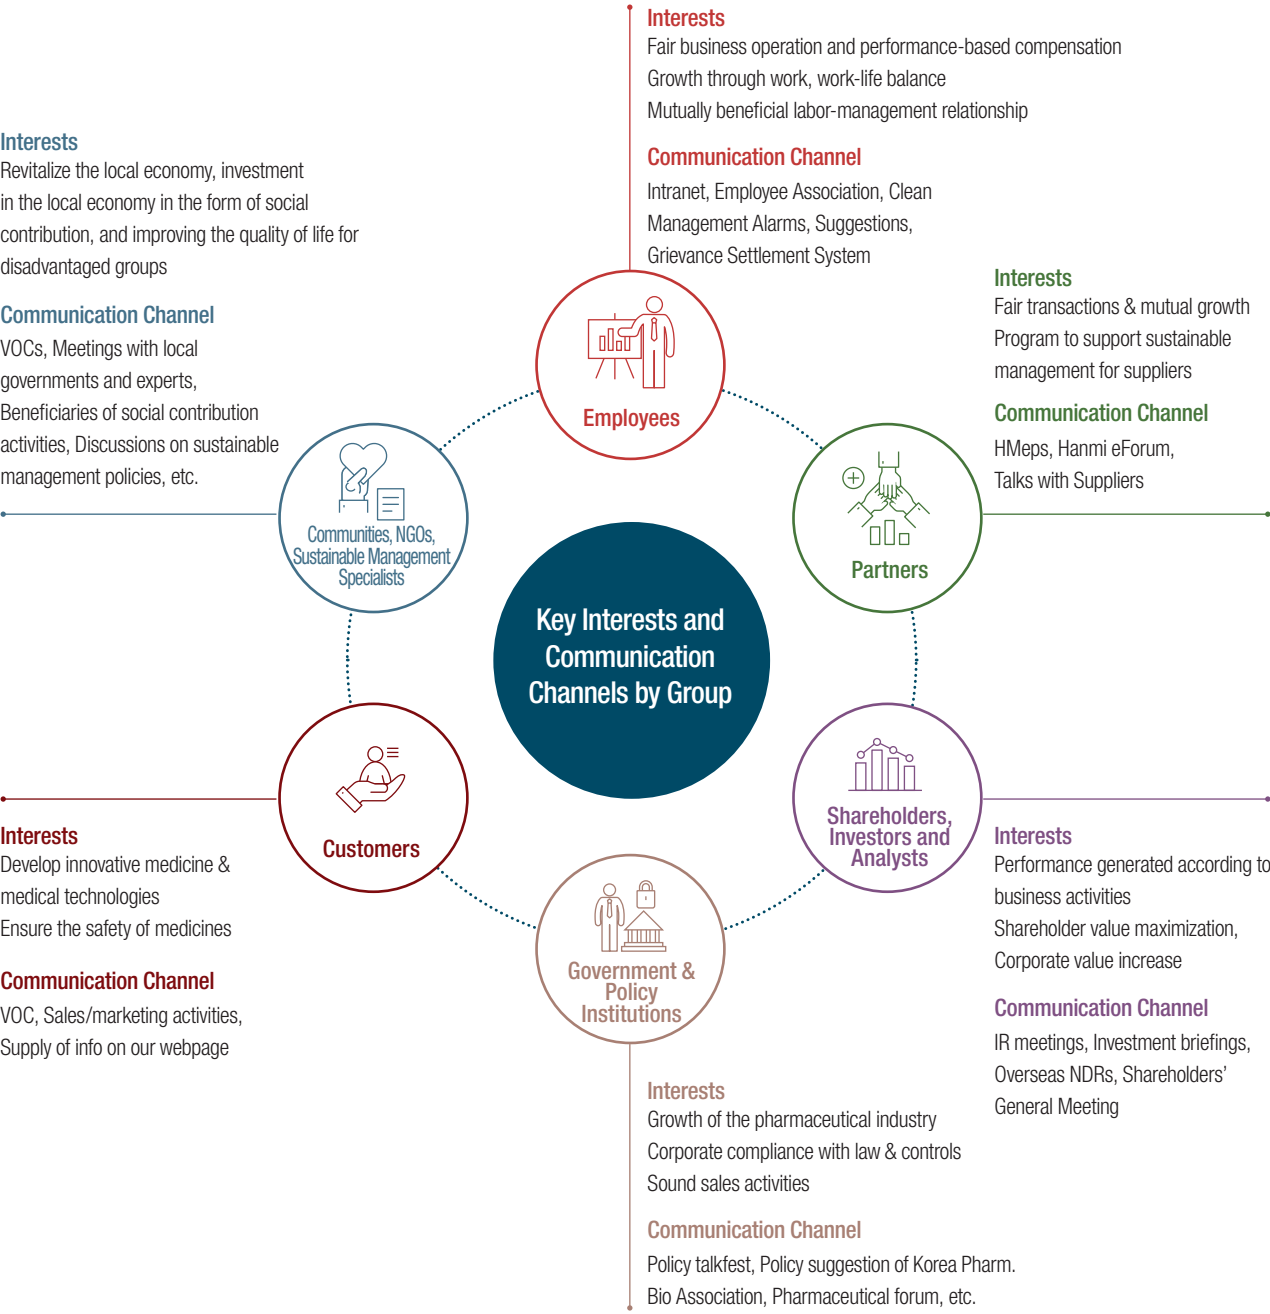 Interests
Fair business operation and performance-based compensation
Growth through work, work-life balance
Mutually beneficial labor-management relationship
Communication Channel
Intranet, Employee Association, Clean
Management Alarms, Suggestions,
Grievance Settlement System
Employees
Interests
Revitalize the local economy, investment
in the local economy in the form of social
contribution, and improving the quality of life for
disadvantaged groups
Communication Channel
VOCs, Meetings with local
governments and experts,
Beneficiaries of social contribution
activities, Discussions on sustainable
management policies, etc.
Communities, NGOs,
Sustainable Management
Specialists
Interests
Fair transactions & mutual growth
Program to support sustainable
management for suppliers
Communication Channel
HMeps, Hanmi eForum,
Talks with Suppliers
Partners
Key Interests and
Communication
Channels by Group
Customers
Interests
Develop innovative medicine &
medical technologies
Ensure the safety of medicines
Communication Channel
VOC, Sales/marketing activities,
Supply of info on our webpage
Shareholders,
Investors and
Analysts
Interests
Performance generated according to
business activities
Shareholder value maximization,
Corporate value increase
Communication Channel
IR meetings, Investment briefings,
Overseas NDRs, Shareholders’
General Meeting
Government &
Policy
Institutions
Interests
Growth of the pharmaceutical industry
Corporate compliance with law & controls
Sound sales activities
Communication Channel
Policy talkfest, Policy suggestion of Korea Pharm.
Bio Association, Pharmaceutical forum, etc.